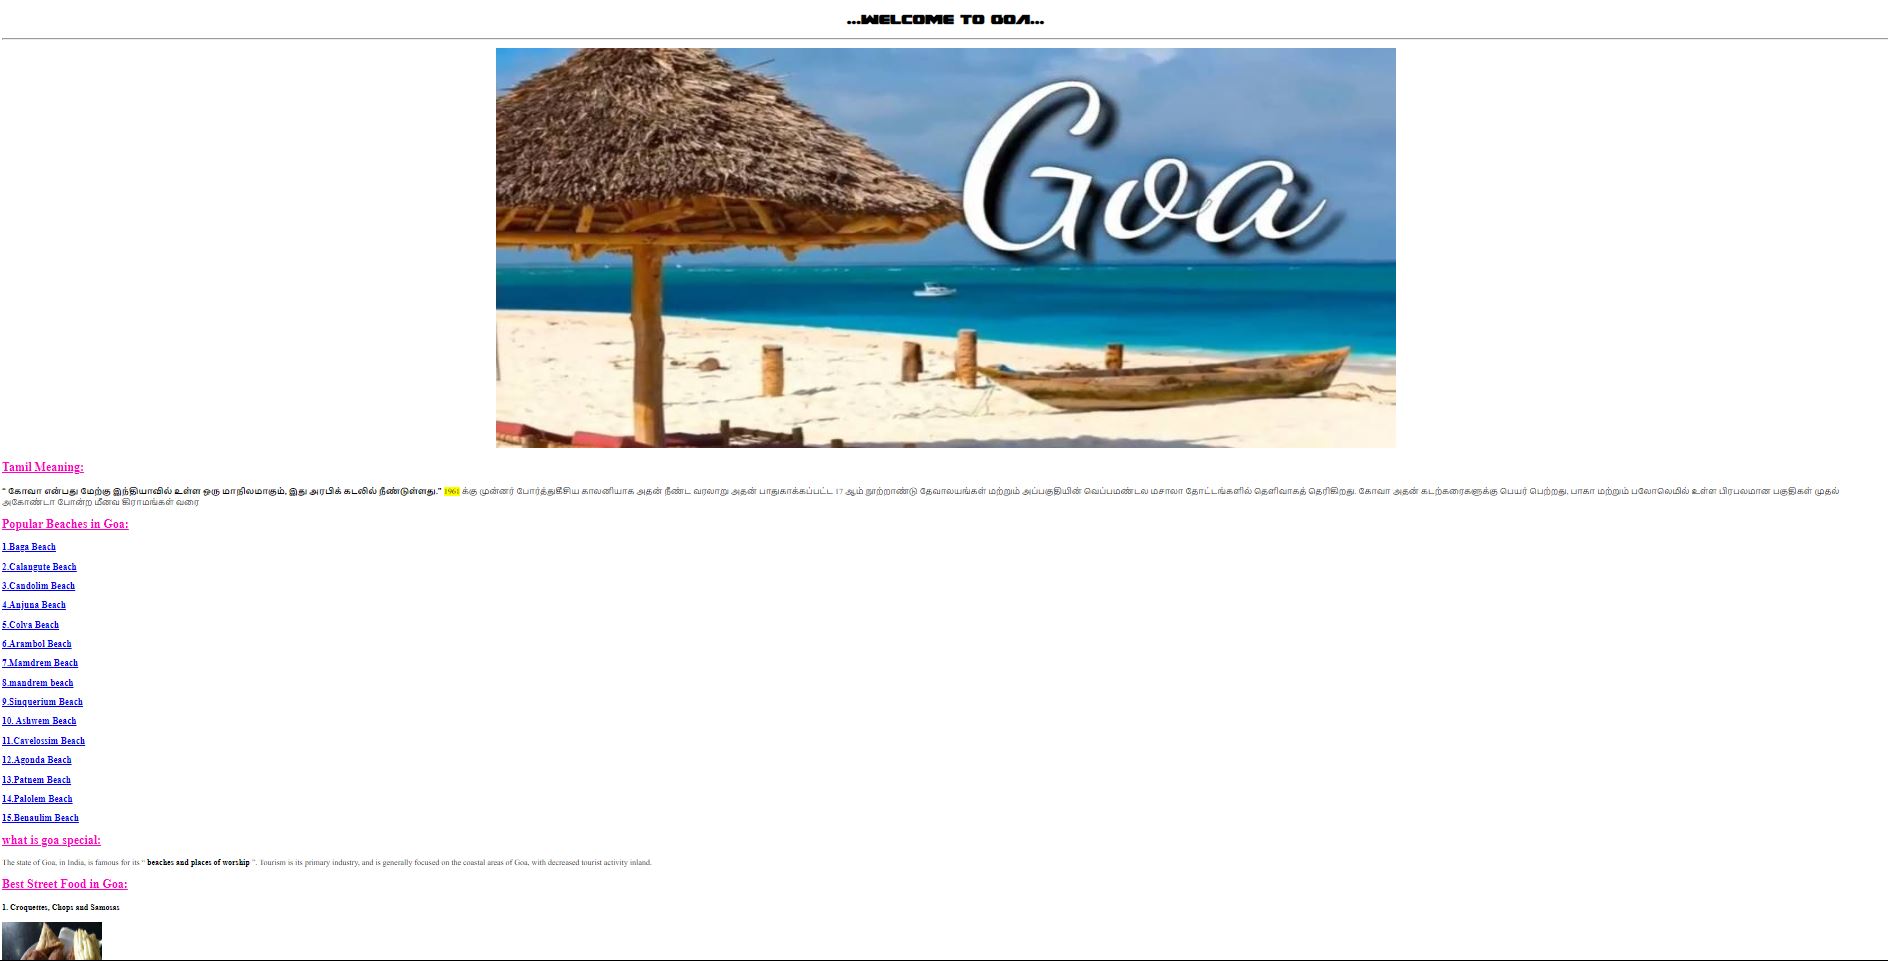 ...WELCOME TO GOA...
Goa
Tamil Meaning:
“ கோவா என்பது மேற்கு இந்தியாவில் உள்ள ஒரு மாநிலமாகும், இது அரபிக் கடலில் நீண்டுள்ளது.” 1961 க்கு முன்னர் போர்த்துகீசிய காலனியாக அதன் நீண்ட வரலாறு அதன் பாதுகாக்கப்பட்ட 17 ஆம் நூற்றாண்டு தேவாலயங்கள் மற்றும் அப்பகுதியின் வெப்பமண்டல மசாலா தோட்டங்களில் தெளிவாகத் தெரிகிறது. கோவா அதன் கடற்கரைகளுக்கு பெயர் பெற்றது, பாகா மற்றும் பலோலெமில் உள்ள பிரபலமான பகுதிகள் முதல்
அகோண்டா போன்ற மீனவ கிராமங்கள் வரை
Popular Beaches in Goa:
1.Baga Beach
2.Calangute Beach
3.Candolim Beach
4.Anjuna Beach
5.Colva Beach
6.Arambol Beach
7.Mamdrem Beach
8.mandrem beach
9.Sinquerium Beach
10. Ashwem Beach
11.Cavelossim Beach
12.Agonda Beach
13.Patnem Beach
14.Palolem Beach
15.Benaulim Beach
what is goa special:
The state of Goa, in India, is famous for its “ beaches and places of worship ”. Tourism is its primary industry, and is generally focused on the coastal areas of Goa, with decreased tourist activity inland.
Best Street Food in Goa:
1. Croquettes, Chops and Samosas